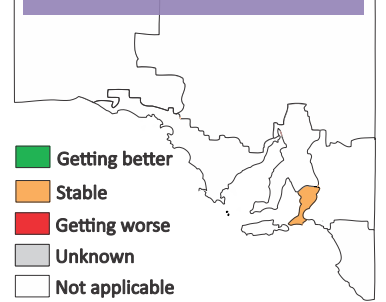 Getting better
Stable
Getting worse
Unknown
Not applicable